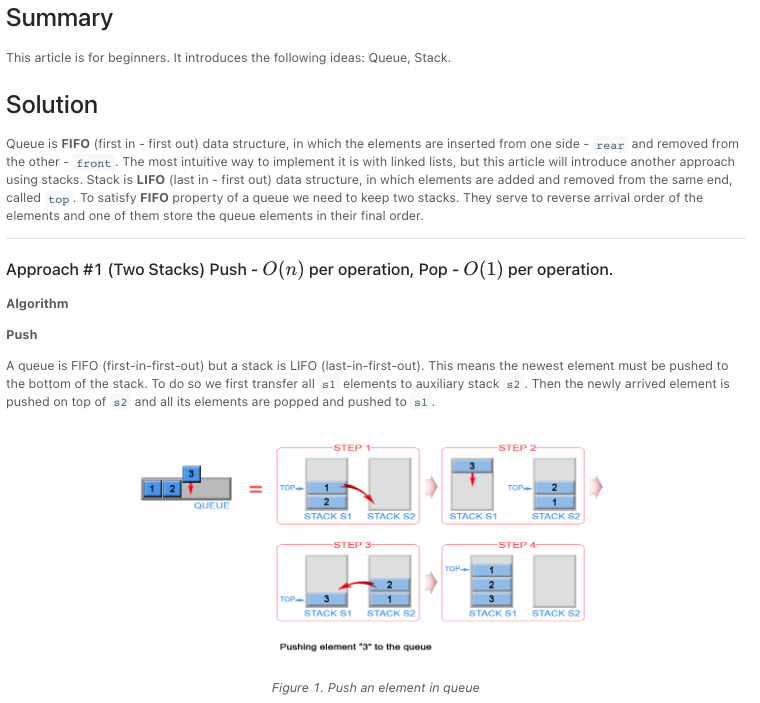 Summary
This article is for beginners. It introduces the following ideas: Queue, Stack.
Solution
Queue is FIFO (first in - first out) data structure, in which the elements are inserted from one side - rear and removed from
the other - front . The most intuitive way to implement it is with linked lists, but this article will introduce another approach
using stacks. Stack is LIFO (last in - first out) data structure, in which elements are added and removed from the same end,
called top . To satisfy FIFO property of a queue we need to keep two stacks. They serve to reverse arrival order of the
elements and one of them store the queue elements in their final order.
Approach #1 (Two Stacks) Push - O(n) per operation, Pop - O(1) per operation.
Algorithm
Push
A queue is FIFO (first-in-first-out) but a stack is LIFO (last-in-first-out). This means the newest element must be pushed to
the bottom of the stack. To do so we first transfer all s1 elements to auxiliary stack s2 . Then the newly arrived element is
pushed on top of s2 and all its elements are popped and pushed to s1 .
3
1 2
QUEUE
=
STEP 1
TOP
1
2
STACK S1 STACK S2
STEP 2
3
TOP
2
1
STACK S1 STACK S2
STEP 3
TOP
3
2
1
STACK S1 STACK S2
STEP 4
TOP
1
2
3
STACK S1 STACK S2
Pushing element "3" to the queue
Figure 1. Push an element in queue